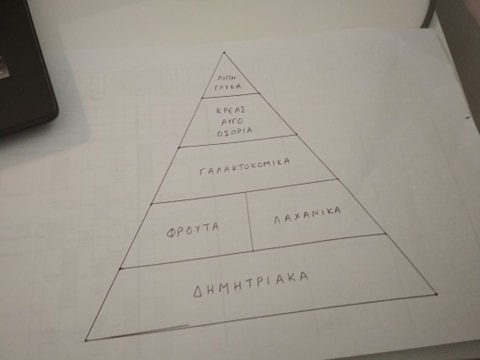 ΛΙΠΗ
ΓΛΥΚΑ
ΚΡΕΑΣ
ΑΥΓΟ
ΟΣΠΡΙΑ
ΓΑΛΑΚΤΟΚΟΜΙΚΑ
ΦΡΟΥΤΑ
ΛΑΧΑΝΙΚΑ
ΔΗΜΗΤΡΙΑΚΑ